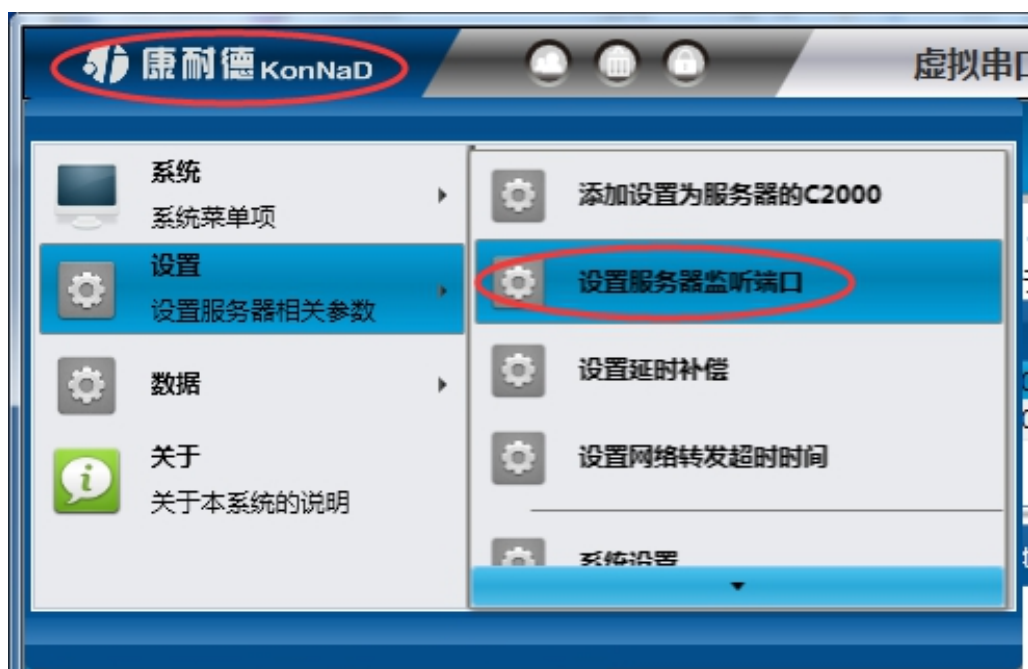 康耐德 KonNaD
虚拟串口
系统
系统菜单项
设置
设置服务器相关参数
数据
关于
关于本系统的说明
添加设置为服务器的C2000
设置服务器监听端口
设置延时补偿
设置网络转发超时时间
系统设置